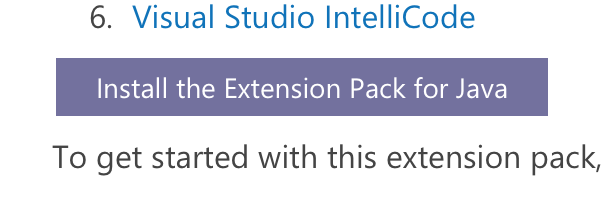 6. Visual Studio IntelliCode
Install the Extension Pack for Java
To get started with this extension pack,